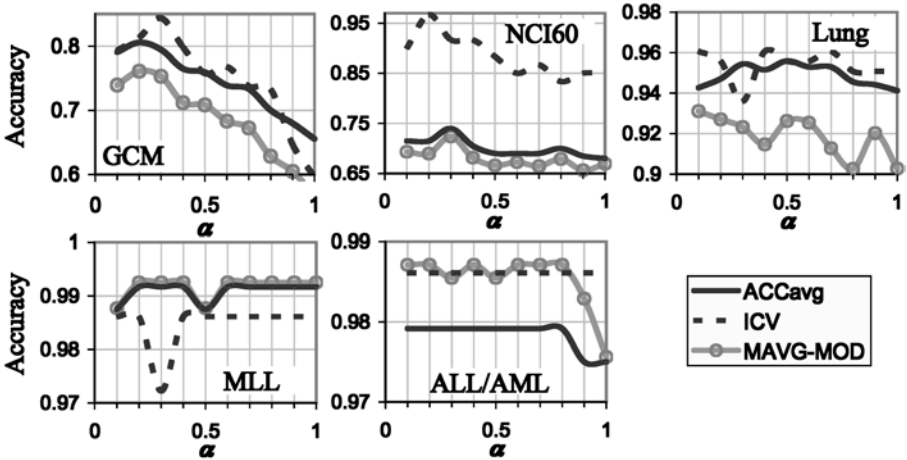 Accuracy
0.8
0.7
0.6
GCM
0
0.5
1
α
0.95
0.85
0.75
0.65
NCI60
0
0.5
1
α
0.98
0.96
0.94
0.92
0.9
Lung
0
0.5
1
α
Accuracy
1
0.99
0.98
0.97
MLL
0
0.5
1
α
0.99
0.98
0.97
ALL/AML
0
0.5
1
α
ACCavg
ICV
MAVG-MOD